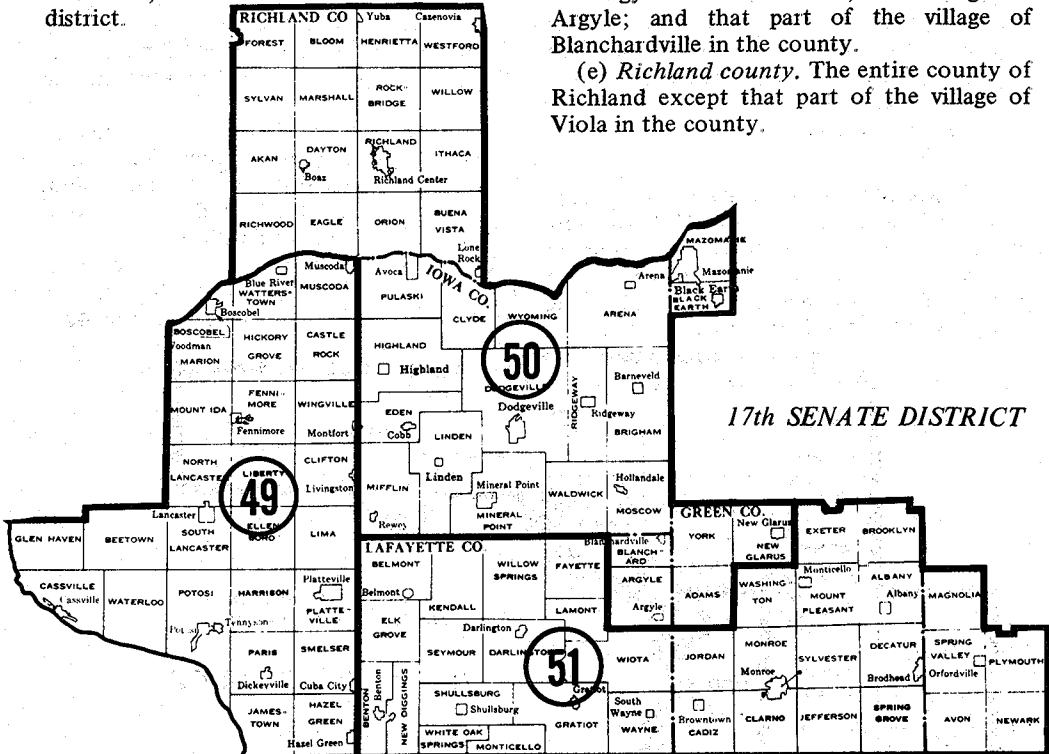 district.
Argyle; and that part of the village of
Blanchardville in the county.
(e) Richland county. The entire county of
Richland except that part of the village of
Viola in the county.
RICHLAND CO
Yuba
Cazenovia
FOREST
BLOOM
HENRIETTA
WESTFORD
SYLVAN
MARSHALL
ROCK-
BRIDGE
WILLOW
AKAN
DAYTON
Boaz
RICHLAND
Richland Center
ITHACA
RICHWOOD
EAGLE
ORION
BUENA
VISTA
Lone
Rock
MAZOMANIE
Mazomanie
Black Earth
BLACK
EARTH
Blue River
WATTERS-
TOWN
Muscoda
MUSCODA
Avoca
IOWA CO.
PULASKI
CLYDE
WYOMING
Arena
ARENA
Boscobel
BOSCOBEL
MARION
HICKORY
GROVE
CASTLE
ROCK
HIGHLAND
Highland
50
DODGEVILLE
Dodgeville
RIDGEWAY
Ridgeway
Barneveld
BRIGHAM
17th SENATE DISTRICT
MOUNT IDA
FENNI-
MORE
Fennimore
WINGVILLE
Montfort
EDEN
Cobb
LINDEN
Linden
NORTH
LANCASTER
LIBERTY
49
CLIFTON
Livingston
MIFFLIN
Rewey
Mineral Point
MINERAL
POINT
WALDWICK
Hollandale
MOSCOW
Lancaster
SOUTH
LANCASTER
ELLEN
BORO
LIMA
GLEN HAVEN
BEETOWN
LAFAYETTE CO.
BELMONT
Belmont
WILLOW
SPRINGS
FAYETTE
Blanchardville
BLANCH-
ARD
GREEN CO.
YORK
New Glarus
NEW
GLARUS
EXETER
BROOKLYN
CASSVILLE
Cassville
WATERLOO
POTOSI
HARRISON
Platteville
PLATTE-
VILLE
KENDALL
LAMONT
ARGYLE
Argyle
ADAMS
WASHING
TON
Monticello
MOUNT
PLEASANT
ALBANY
Albany
MAGNOLIA
Tennyson
ELK
GROVE
Darlington
SEYMOUR
DARLINGTON
51
WIOTA
JORDAN
MONROE
Monroe
SYLVESTER
DECATUR
Brodhead
SPRING
VALLEY
Orfordville
PLYMOUTH
PARIS
Dickeyville
SMELSER
Cuba City
BENTON
Benton
NEW DIGGINGS
SHULLSBURG
Shullsburg
Gratiot
GRATIOT
South
Wayne
WAYNE
Browntown
CADIZ
CLARNO
JEFFERSON
SPRING
GROVE
AVON
NEWARK
JAMES-
TOWN
HAZEL
GREEN
Hazel Green
WHITE OAK
SPRINGS
MONTICELLO